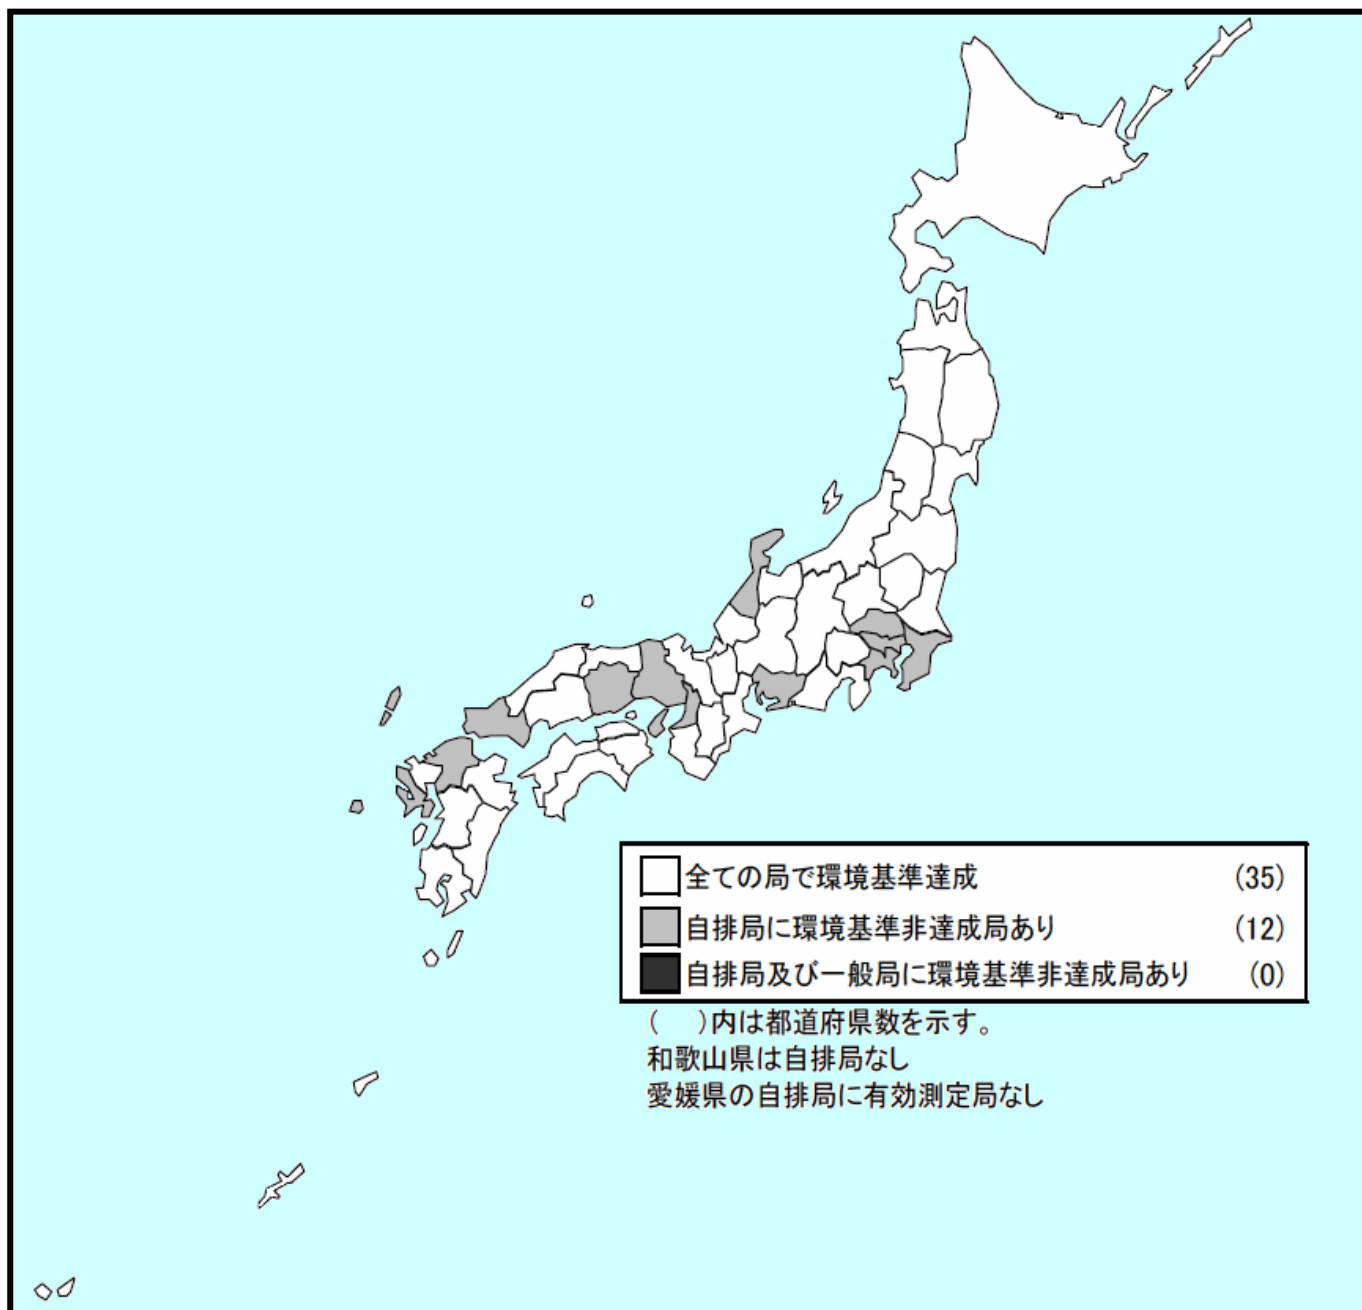 全ての局で環境基準達成 (35)
自排局に環境基準非達成局あり (12)
自排局及び一般局に環境基準非達成局あり (0)
( )内は都道府県数を示す。
和歌山県は自排局なし
愛媛県の自排局に有効測定局なし